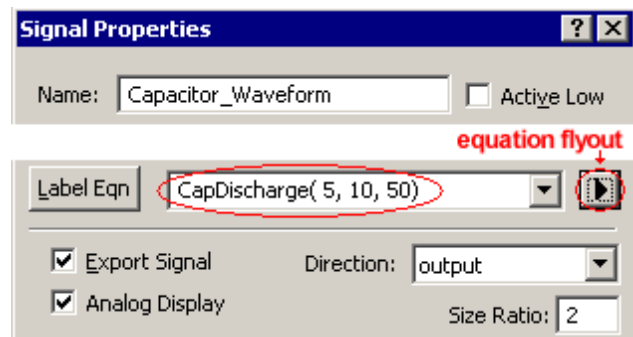 Signal Properties
Name: Capacitor_Waveform Active Low
equation flyout
Label Eqn CapDischarge( 5, 10, 50)
Export Signal Direction: output
Analog Display Size Ratio: 2